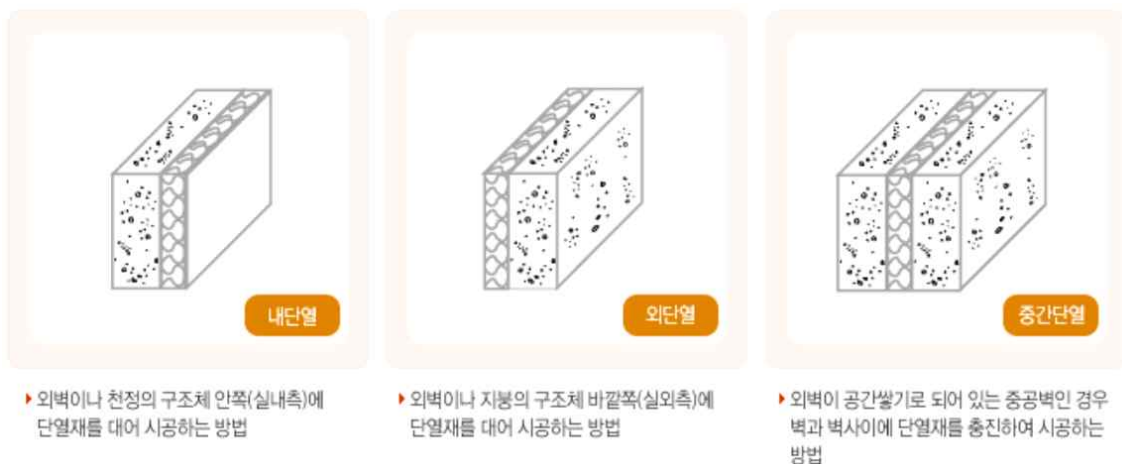 내단열
외단열
중간단열
외벽이나 천정의 구조체 안쪽(실내측)에
단열재를 대어 시공하는 방법
외벽이나 지붕의 구조체 바깥쪽(실외측)에
단열재를 대어 시공하는 방법
외벽이 공간쌓기로 되어 있는 중공벽인 경우
벽과 벽사이에 단열재를 충진하여 시공하는
방법